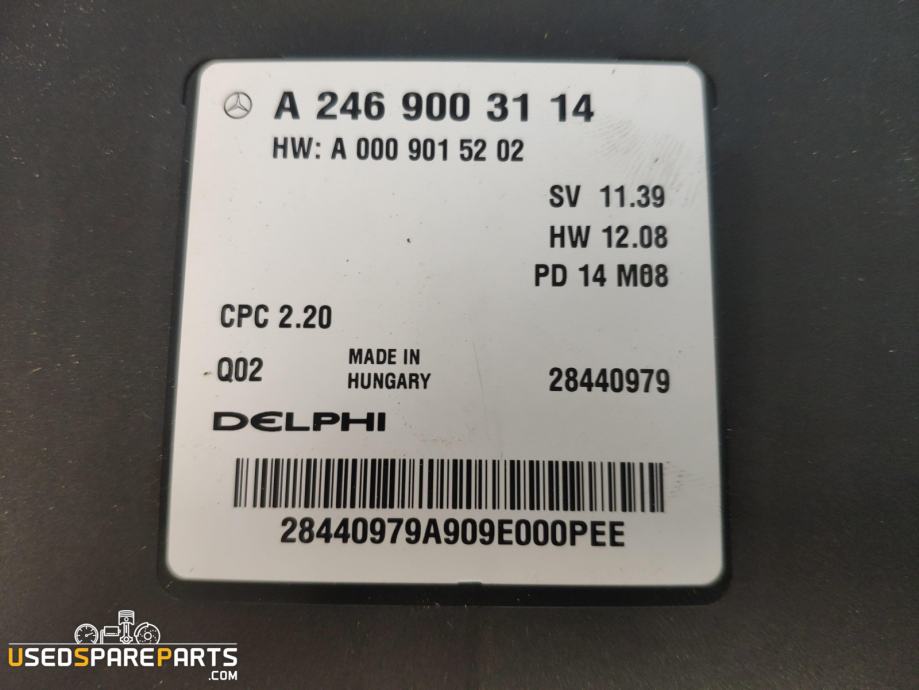 A 246 900 31 14
HW: A 000 901 52 02
SV 11.39
HW 12.08
PD 14 M08
CPC 2.20
Q02
MADE IN
HUNGARY
28440979
DELPHI
28440979A909E000PEE
USEDSPAREPARTS
.COM